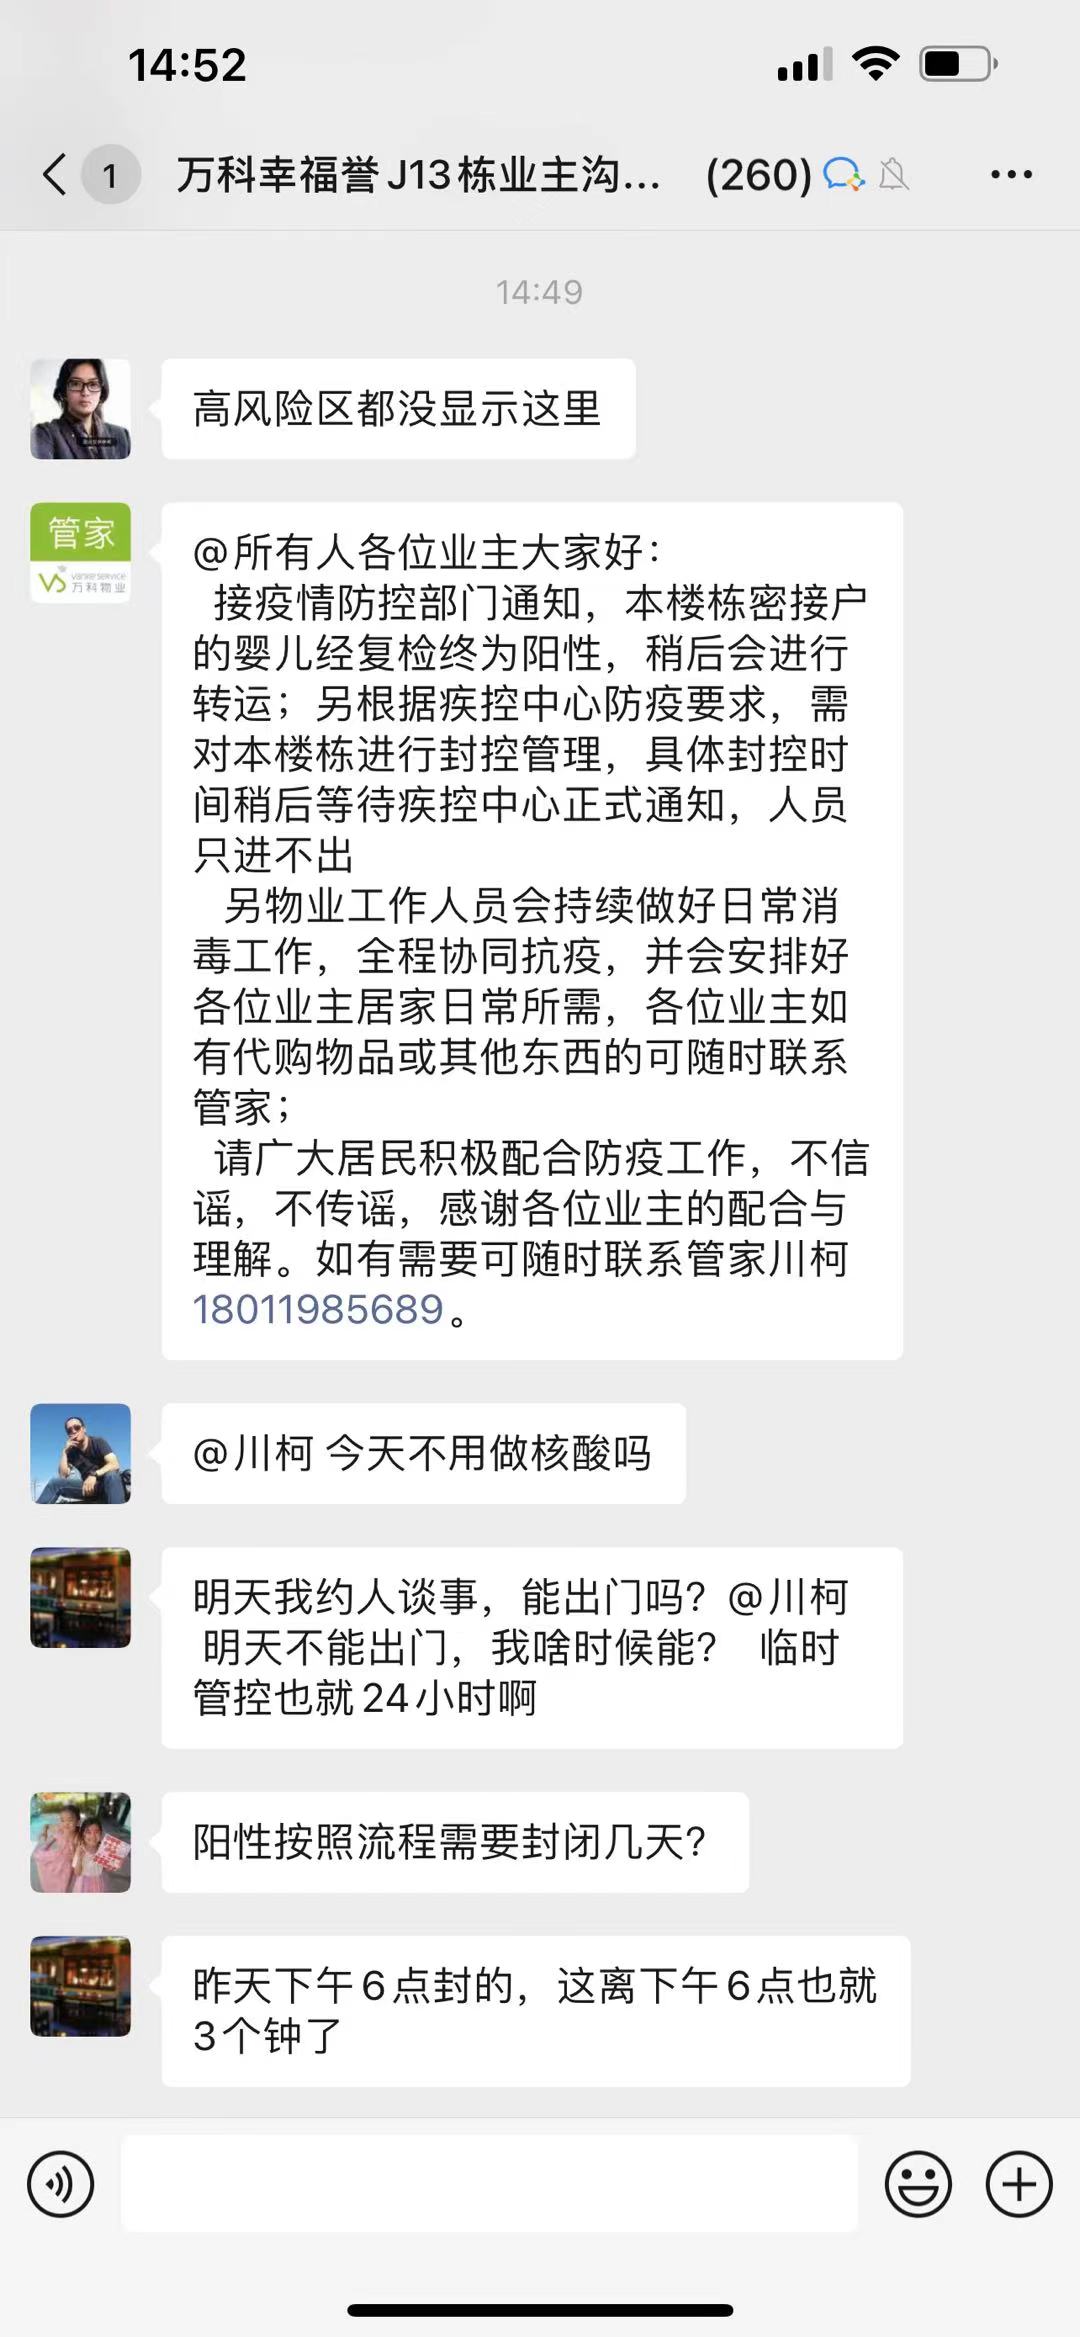 14:52
1
万科幸福誉J13栋业主沟... (260)
14:49
高风险区都没显示这里
管家
vanke service
万科物业
@所有人各位业主大家好：
接疫情防控部门通知，本楼栋密接户
的婴儿经复检终为阳性，稍后会进行
转运；另根据疾控中心防疫要求，需
对本楼栋进行封控管理，具体封控时
间稍后等待疾控中心正式通知，人员
只进不出
另物业工作人员会持续做好日常消
毒工作，全程协同抗疫，并会安排好
各位业主居家日常所需，各位业主如
有代购物品或其他东西的可随时联系
管家；
请广大居民积极配合防疫工作，不信
谣，不传谣，感谢各位业主的配合与
理解。如有需要可随时联系管家川柯
18011985689。
@川柯 今天不用做核酸吗
明天我约人谈事，能出门吗？@川柯
明天不能出门，我啥时候能？ 临时
管控也就24小时啊
阳性按照流程需要封闭几天？
昨天下午6点封的，这离下午6点也就
3个钟了